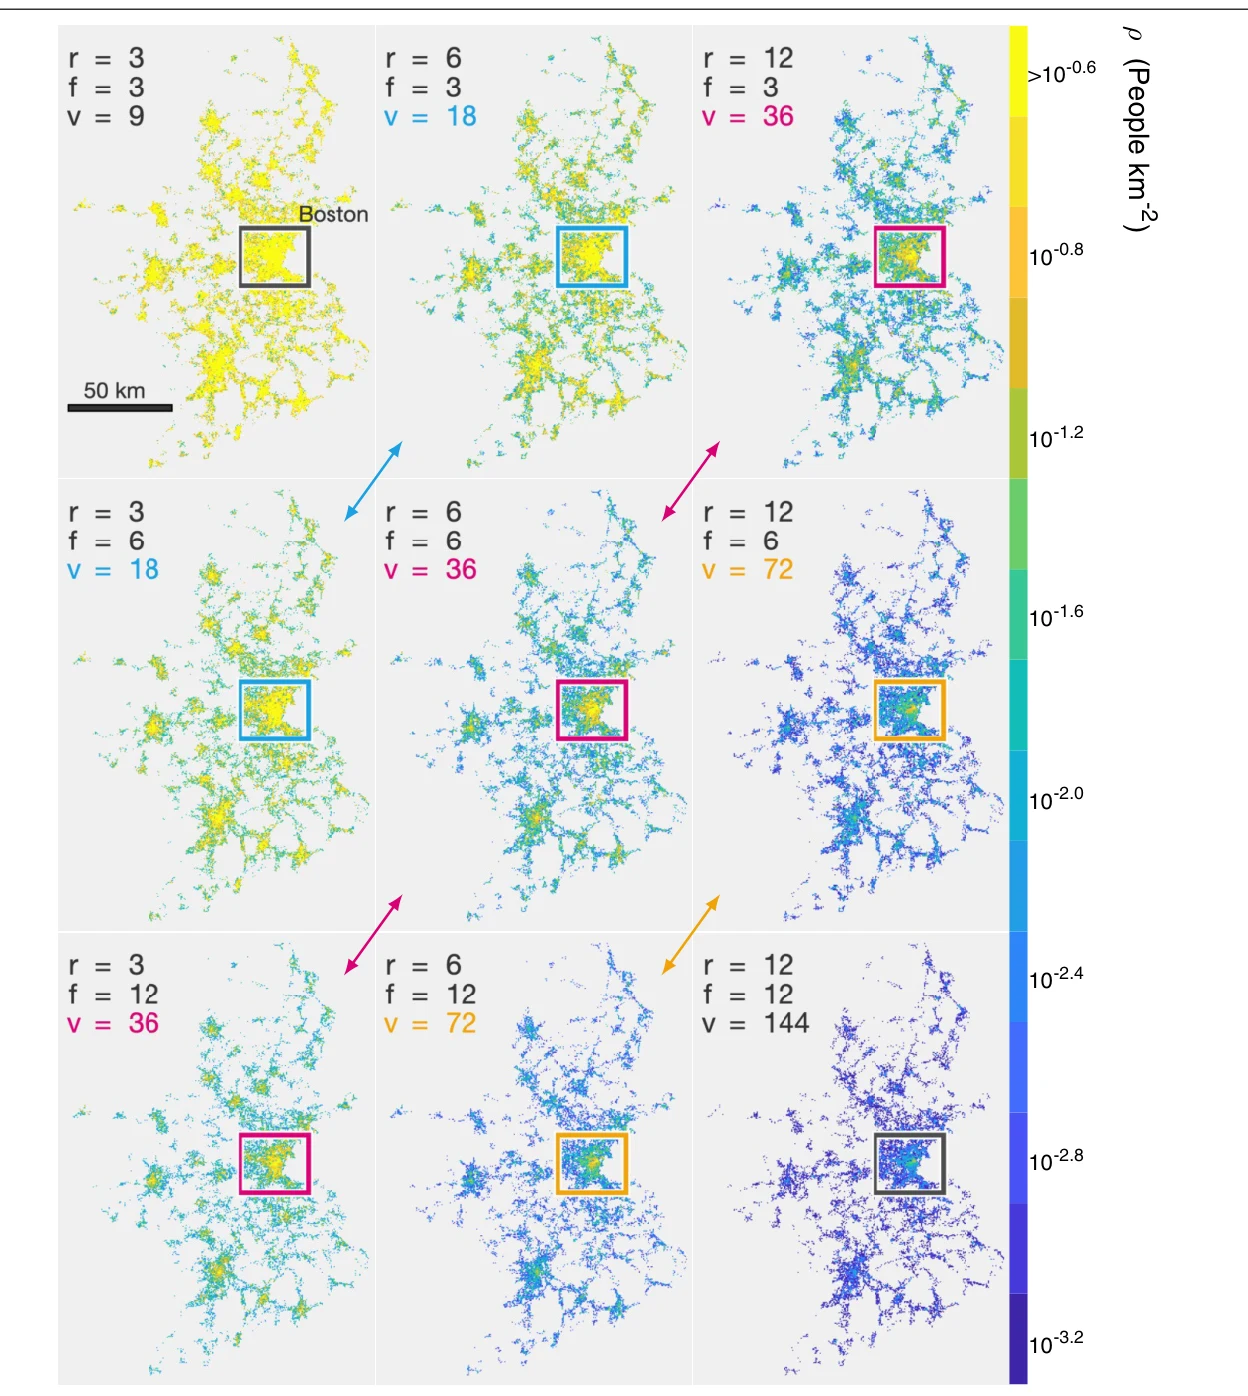 r = 3
f = 3
v = 9
r = 6
f = 3
v = 18
r = 12
f = 3
v = 36
Boston
50 km
r = 3
f = 6
v = 18
r = 6
f = 6
v = 36
r = 12
f = 6
v = 72
r = 3
f = 12
v = 36
r = 6
f = 12
v = 72
r = 12
f = 12
v = 144
>10^-0.6
10^-0.8
10^-1.2
10^-1.6
10^-2.0
10^-2.4
10^-2.8
10^-3.2
ρ (People km^-2)